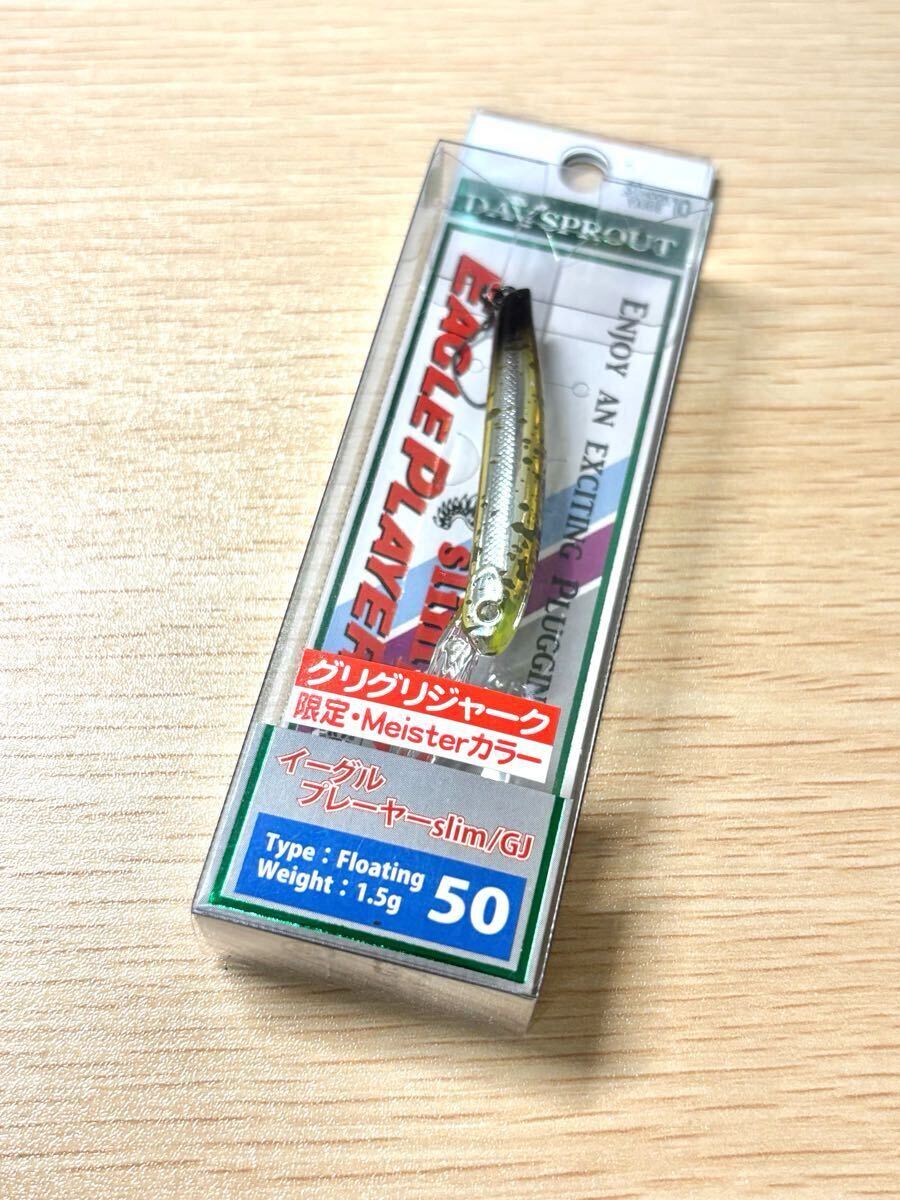 DAYSPROUT
ENJOY AN EXCITING PLUGGIN
EAGLE PLAYER
slim
グリグリジャーク
限定・Meisterカラー
イーグル
プレーヤーslim/GJ
Type：Floating
Weight：1.5g
50